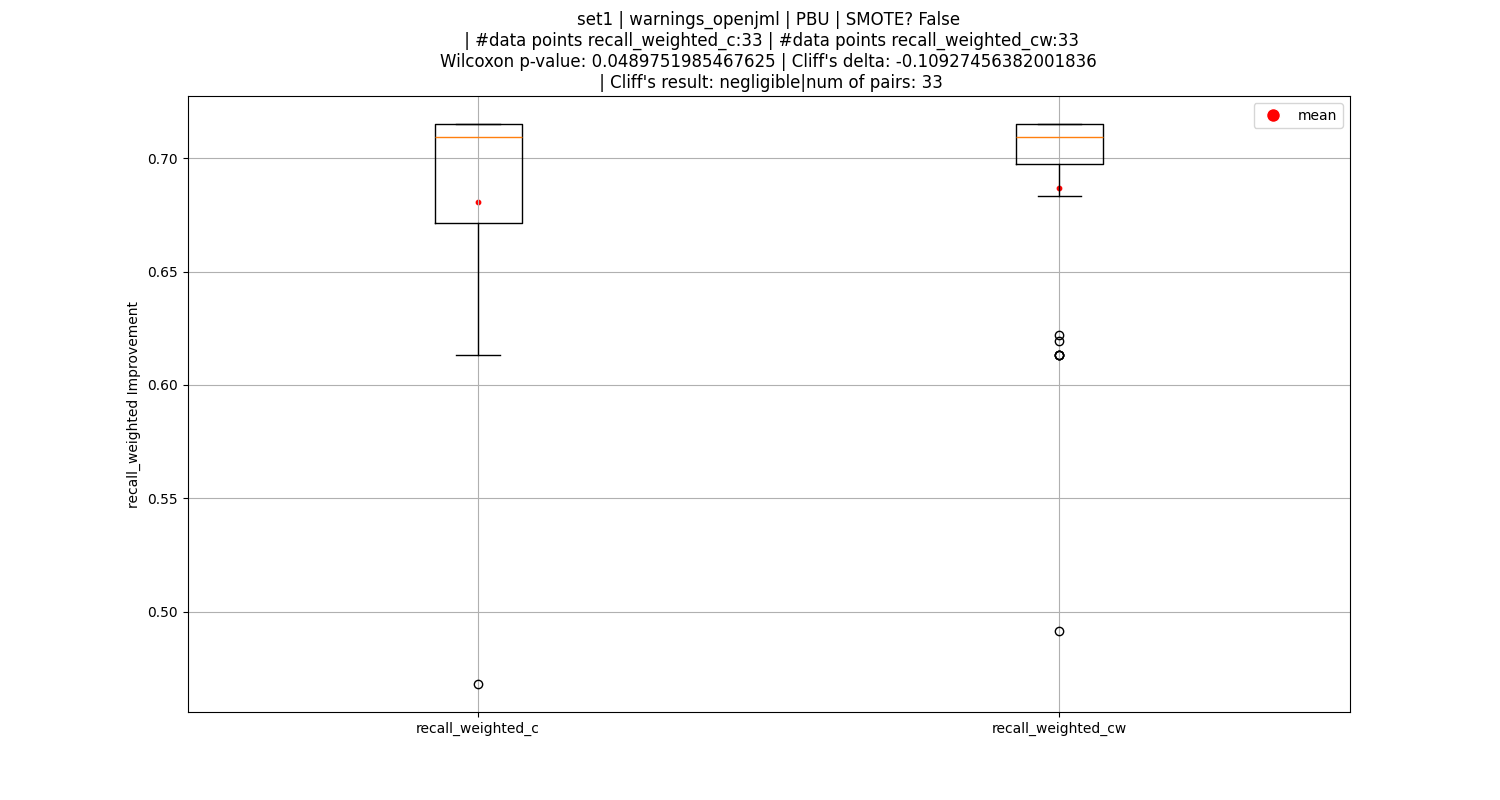 set1 | warnings_openjml | PBU | SMOTE? False
| #data points recall_weighted_c:33 | #data points recall_weighted_cw:33
Wilcoxon p-value: 0.0489751985467625 | Cliff's delta: -0.10927456382001836
| Cliff's result: negligible|num of pairs: 33
mean
recall_weighted Improvement
0.70
0.65
0.60
0.55
0.50
recall_weighted_c
recall_weighted_cw